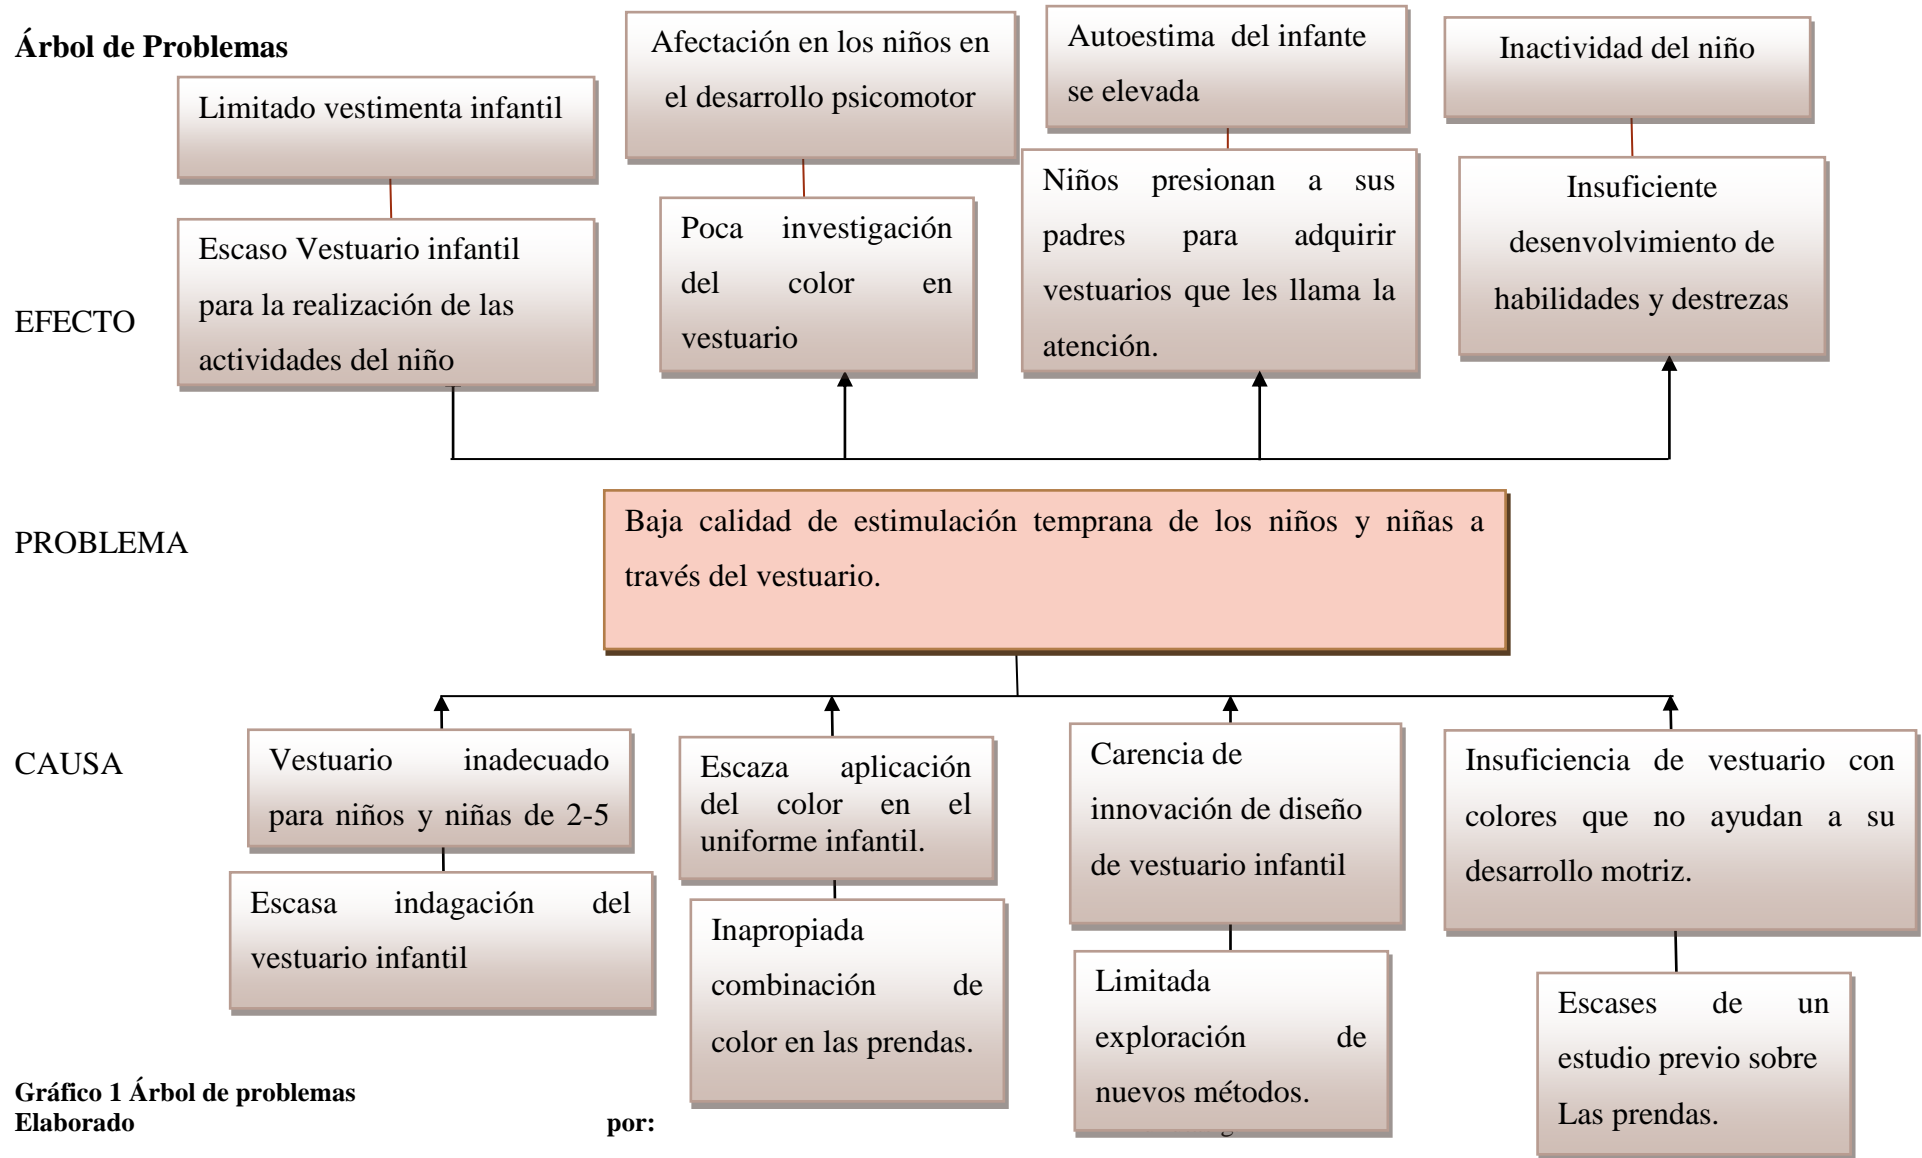 Árbol de Problemas
Limitado vestimenta infantil
Afectación en los niños en
el desarrollo psicomotor
Autoestima del infante
se elevada
Inactividad del niño
EFECTO
Escaso Vestuario infantil
para la realización de las
actividades del niño
Poca investigación
del color en
vestuario
Niños presionan a sus
padres para adquirir
vestuarios que les llama la
atención.
Insuficiente
desenvolvimiento de
habilidades y destrezas
PROBLEMA
Baja calidad de estimulación temprana de los niños y niñas a
través del vestuario.
CAUSA
Vestuario inadecuado
para niños y niñas de 2-5
Escaza aplicación
del color en el
uniforme infantil.
Carencia de
innovación de diseño
de vestuario infantil
Insuficiencia de vestuario con
colores que no ayudan a su
desarrollo motriz.
Escasa indagación del
vestuario infantil
Inapropiada
combinación de
color en las prendas.
Limitada
exploración de
nuevos métodos.
Escases de un
estudio previo sobre
Las prendas.
Gráfico 1 Árbol de problemas
Elaborado por: